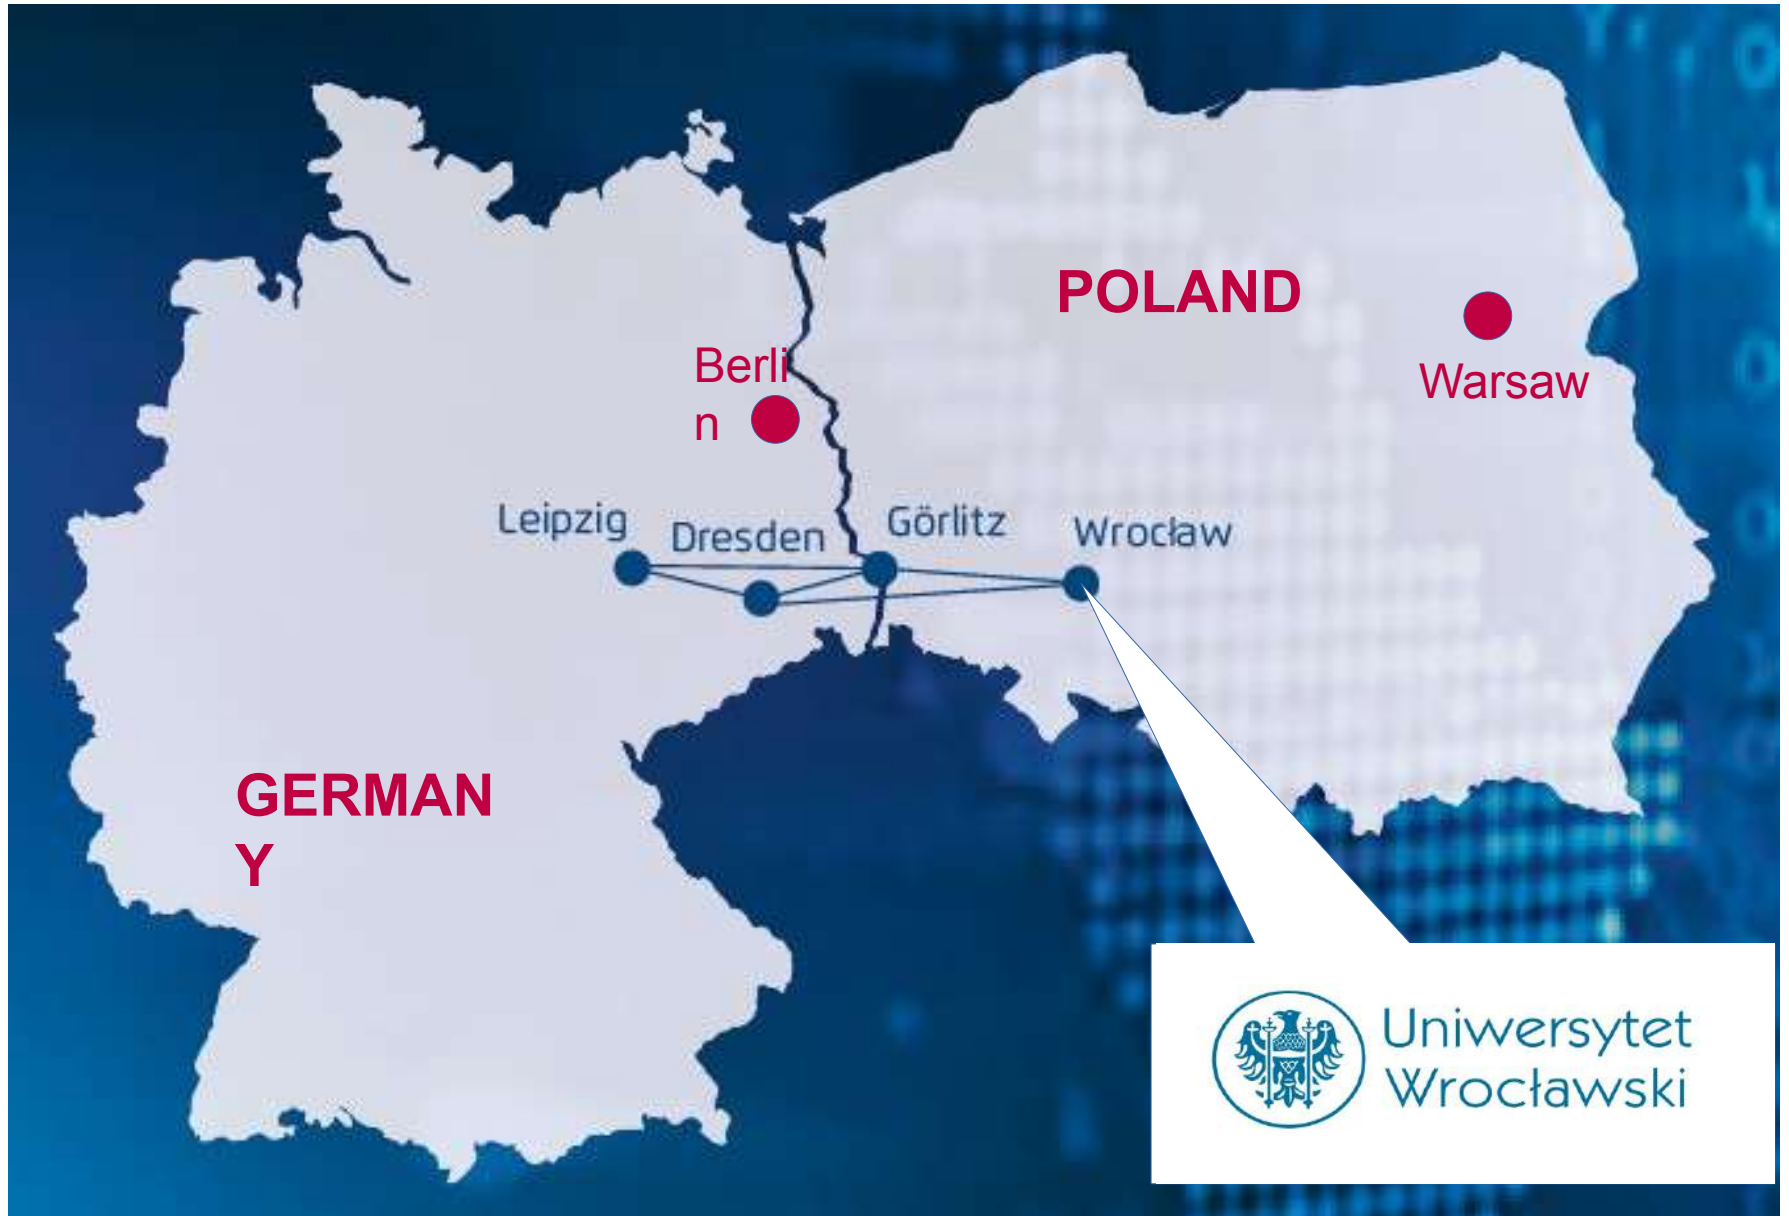 POLAND
Berli
n
Warsaw
Leipzig
Dresden
Görlitz
Wrocław
GERMAN
Y
Uniwersytet
Wrocławski